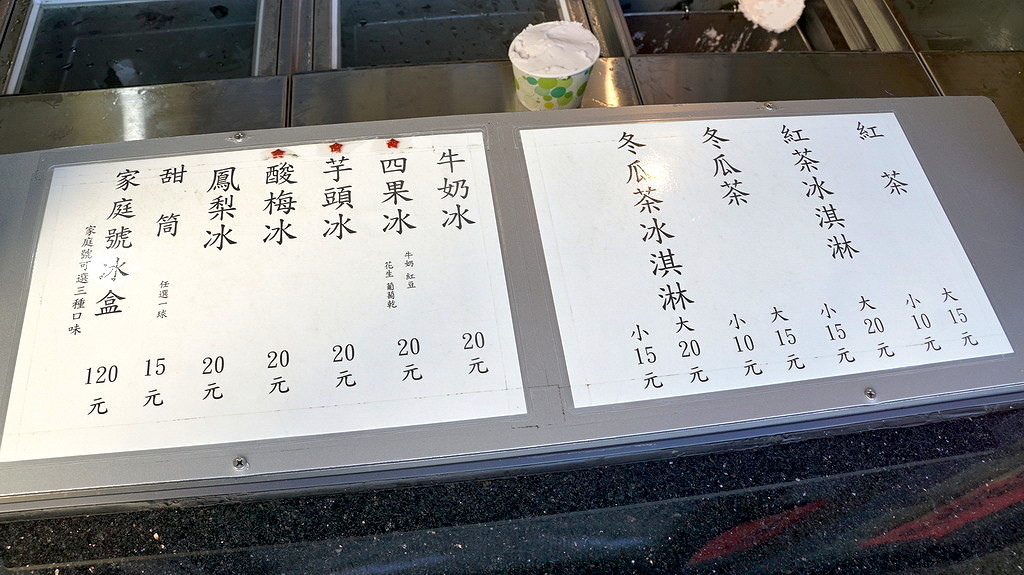 紅茶
大 15元
小 10元
紅茶冰淇淋
大 20元
小 15元
冬瓜茶
大 15元
小 10元
冬瓜茶冰淇淋
大 20元
小 15元
牛奶冰
20元
四果冰
牛奶 紅豆
花生 葡萄乾
20元
芋頭冰
20元
酸梅冰
20元
鳳梨冰
20元
甜筒
任選一球
15元
家庭號冰盒
家庭號可選三種口味
120元